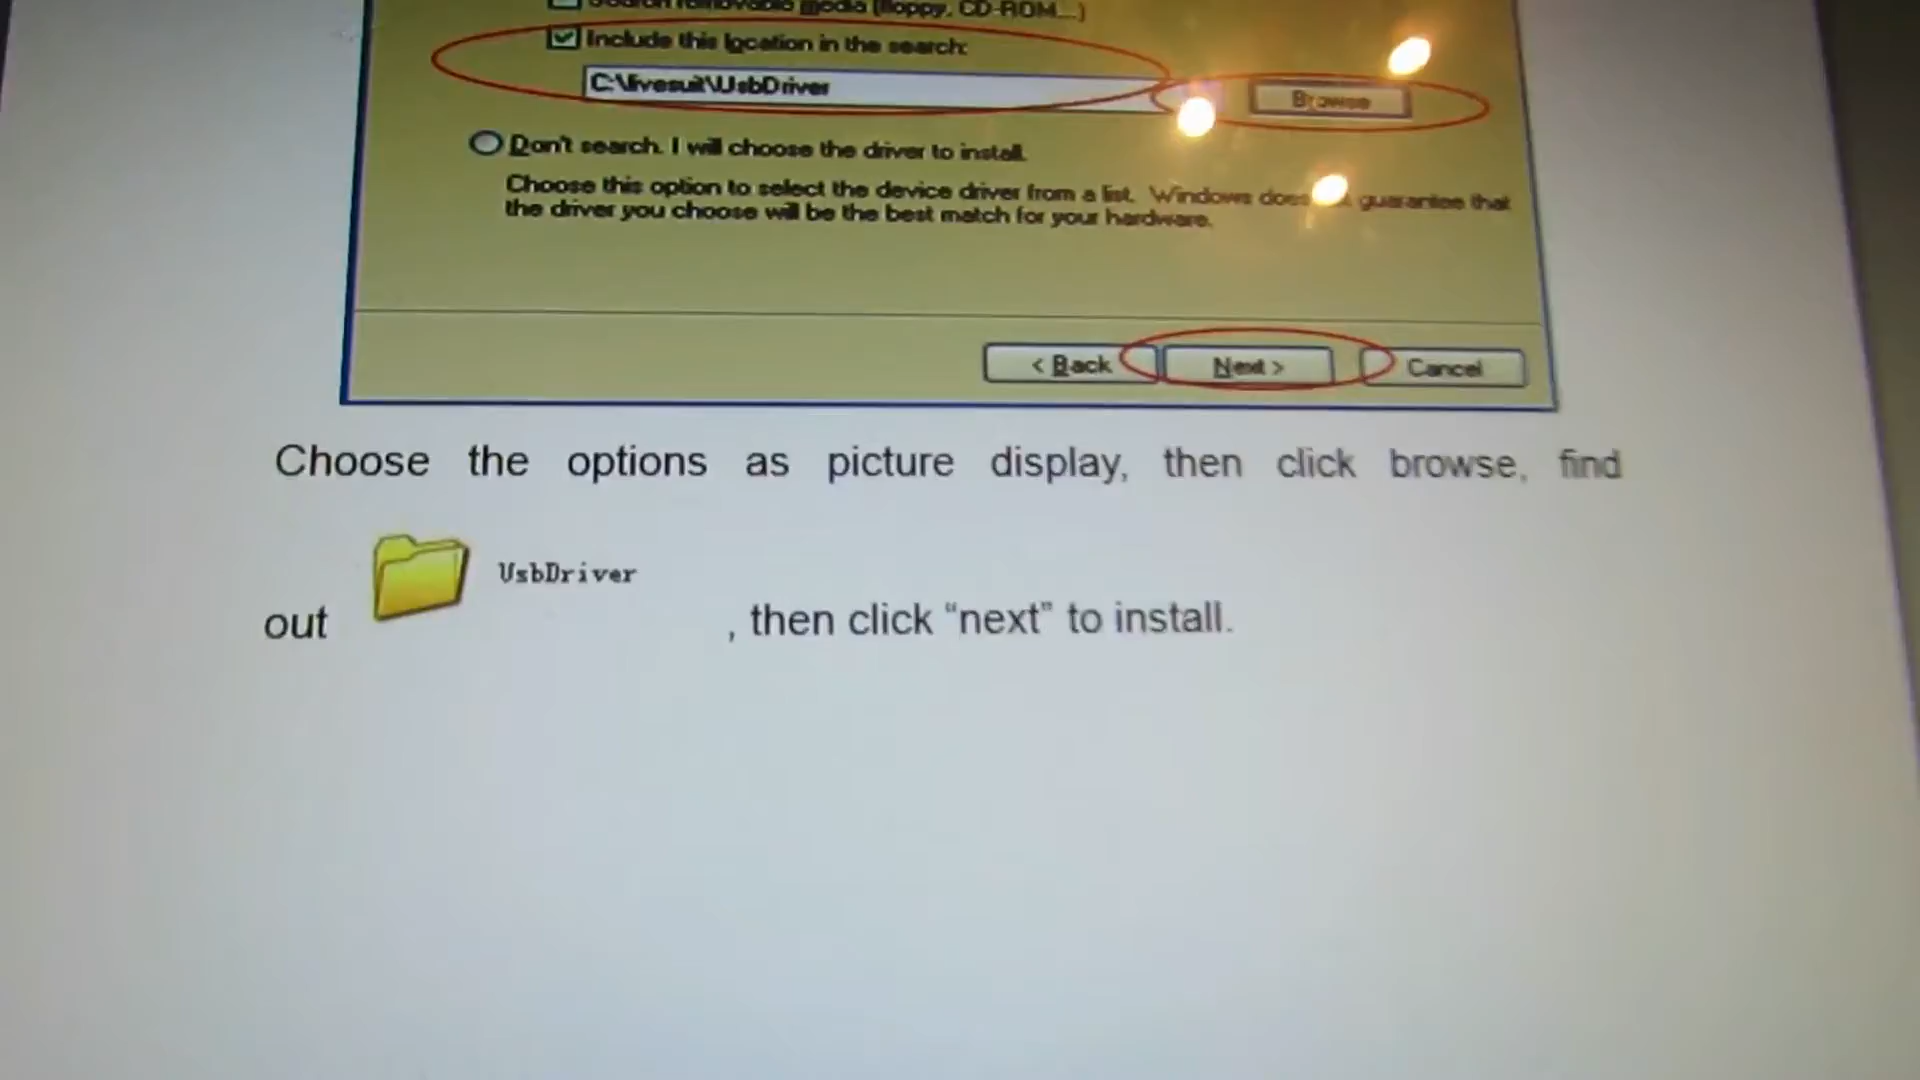 Search removable media (floppy, CD-ROM...)
Include this location in the search:
C:\livesuit\UsbDriver
Browse
Don't search. I will choose the driver to install.
Choose this option to select the device driver from a list. Windows does guarantee that
the driver you choose will be the best match for your hardware.
< Back
Next >
Cancel
Choose the options as picture display, then click browse, find
UsbDriver
out , then click “next” to install.